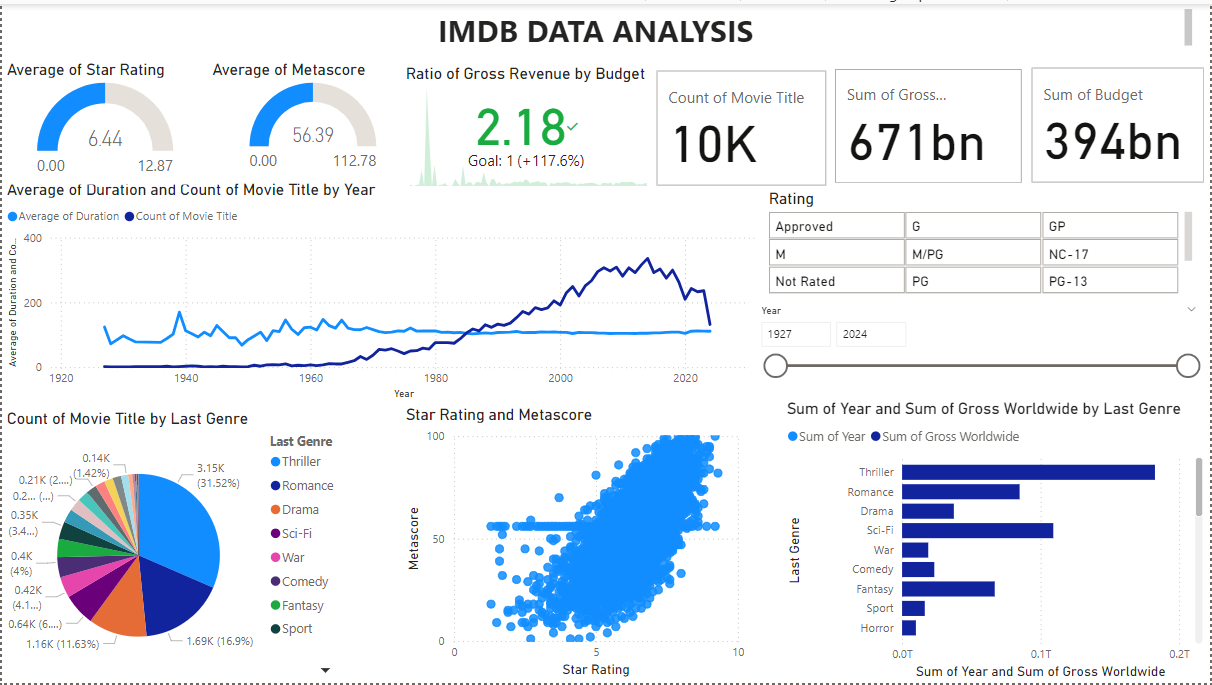 IMDB DATA ANALYSIS
Average of Star Rating
6.44
0.00
12.87
Average of Metascore
56.39
0.00
112.78
Ratio of Gross Revenue by Budget
2.18
Goal: 1 (+117.6%)
Count of Movie Title
10K
Sum of Gross...
671bn
Sum of Budget
394bn
Average of Duration and Count of Movie Title by Year
Average of Duration
Count of Movie Title
Average of Duration and Co...
400
200
0
1920
1940
1960
1980
2000
2020
Year
Rating
Approved
G
GP
M
M/PG
NC-17
Not Rated
PG
PG-13
Year
1927
2024
Count of Movie Title by Last Genre
3.15K
(31.52%)
1.69K (16.9%)
1.16K (11.63%)
0.64K (6....)
0.42K
(4.1...)
0.4K
(4%)
0.35K
(3.4...)
0.2... (...)
0.21K (2....)
0.14K
(1.42%)
Last Genre
Thriller
Romance
Drama
Sci-Fi
War
Comedy
Fantasy
Sport
Star Rating and Metascore
Metascore
100
50
0
0
5
10
Star Rating
Sum of Year and Sum of Gross Worldwide by Last Genre
Sum of Year
Sum of Gross Worldwide
Last Genre
Thriller
Romance
Drama
Sci-Fi
War
Comedy
Fantasy
Sport
Horror
0.0T
0.1T
0.2T
Sum of Year and Sum of Gross Worldwide